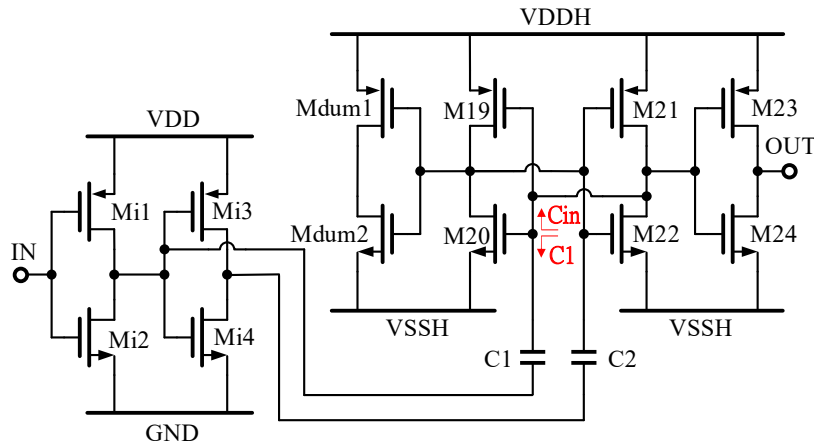 VDDH
Mdum1
M19
M21
M23
VDD
OUT
Mi1
Mi3
Cin
IN
Mdum2
M20
C1
M22
M24
Mi2
Mi4
VSSH
VSSH
C1
C2
GND